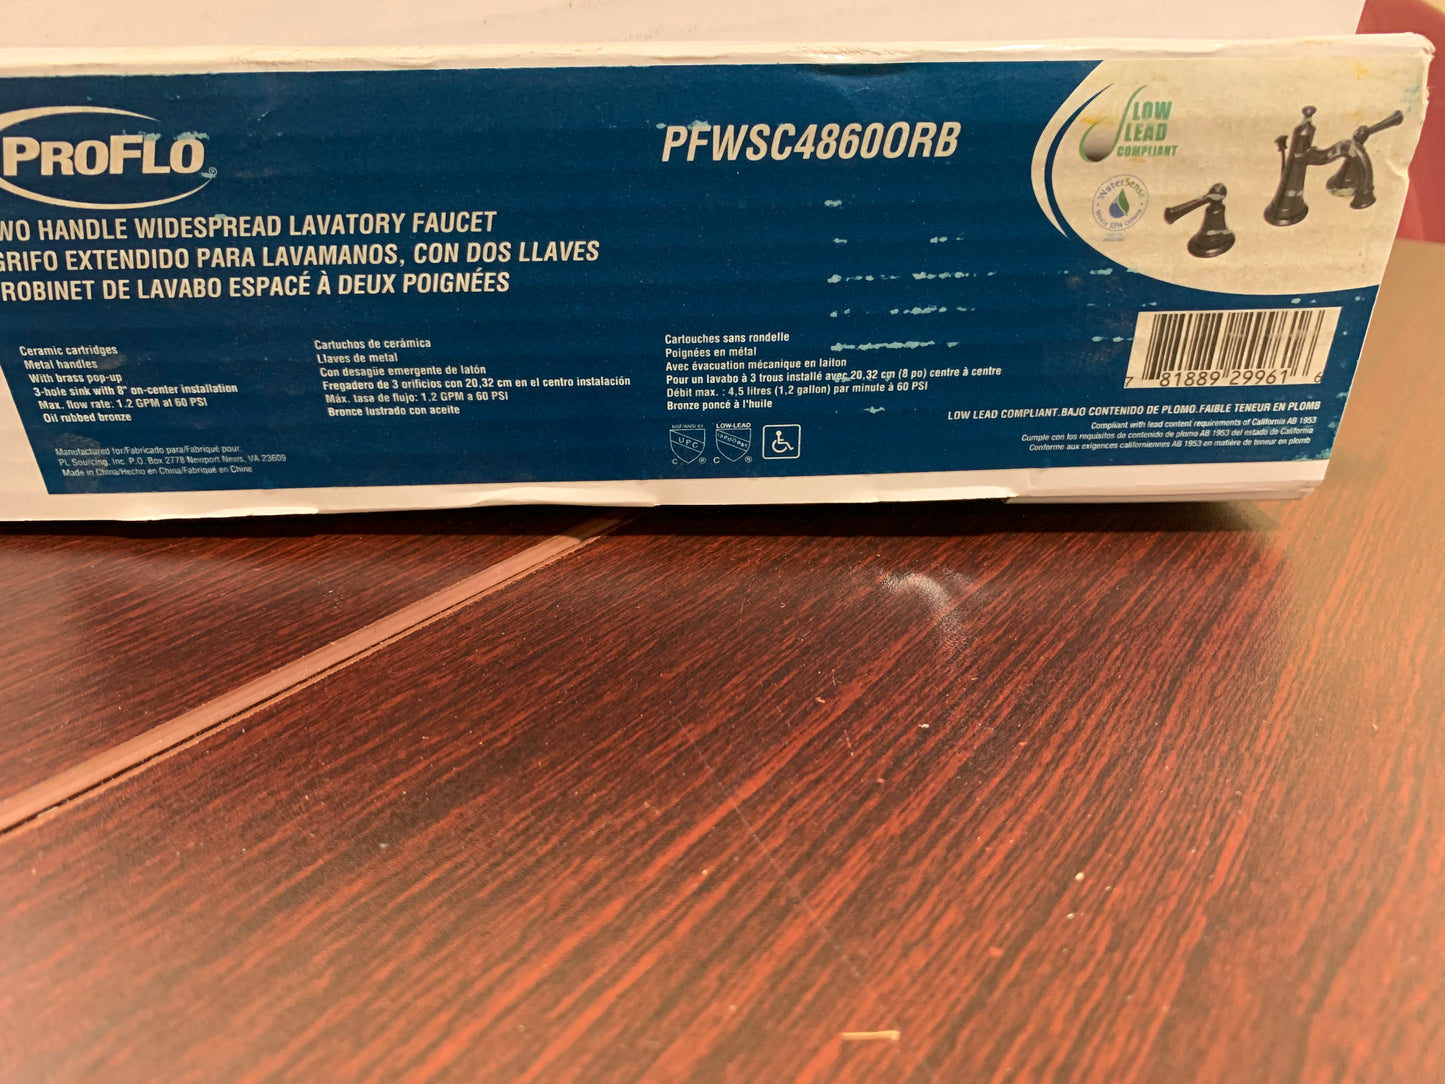 PROFLO®
PFWSC4860ORB
LOW
LEAD
COMPLIANT
WaterSense
WO HANDLE WIDESPREAD LAVATORY FAUCET
GRIFO EXTENDIDO PARA LAVAMANOS, CON DOS LLAVES
ROBINET DE LAVABO ESPACÉ À DEUX POIGNÉES
Ceramic cartridges
Metal handles
With brass pop-up
3-hole sink with 8" on-center installation
Max. flow rate: 1.2 GPM at 60 PSI
Oil rubbed bronze
Cartuchos de cerámica
Llaves de metal
Con desagüe emergente de latón
Fregadero de 3 orificios con 20,32 cm en el centro instalación
Máx. tasa de flujo: 1,2 GPM a 60 PSI
Bronce lustrado con aceite
Cartouches sans rondelle
Poignées en métal
Avec évacuation mécanique en laiton
Pour un lavabo à 3 trous installé avec 20,32 cm (8 po) centre à centre
Débit max. : 4,5 litres (1,2 gallon) par minute à 60 PSI
Bronze poncé à l'huile
Manufactured for/Fabricado para/Fabriqué pour:
PL Sourcing, Inc. P.O. Box 2778 Newport News, VA 23609
Made in China/Hecho en China/Fabriqué en Chine
NSF/ANSI 61
UPC
C ®
LOW-LEAD
C ®
7 81889 29961 6
LOW LEAD COMPLIANT.BAJO CONTENIDO DE PLOMO.FAIBLE TENEUR EN PLOMB
Compliant with lead content requirements of California AB 1953
Cumple con los requisitos de contenido de plomo AB 1953 del estado de California
Conforme aux exigences californiennes AB 1953 en matière de teneur en plomb